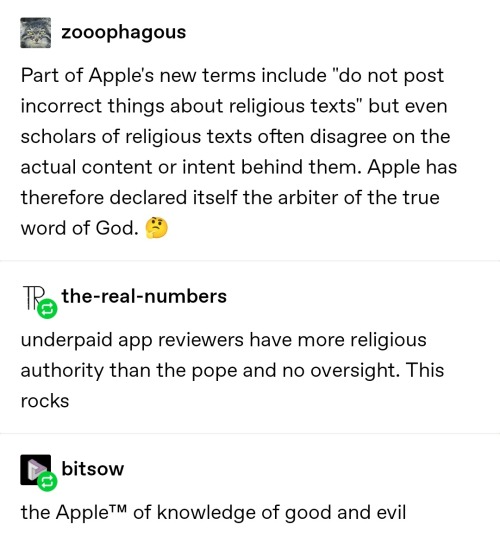 zooophagous
Part of Apple's new terms include "do not post
incorrect things about religious texts" but even
scholars of religious texts often disagree on the
actual content or intent behind them. Apple has
therefore declared itself the arbiter of the true
word of God. 🤔
TR the-real-numbers
underpaid app reviewers have more religious
authority than the pope and no oversight. This
rocks
bitsow
the Apple™ of knowledge of good and evil